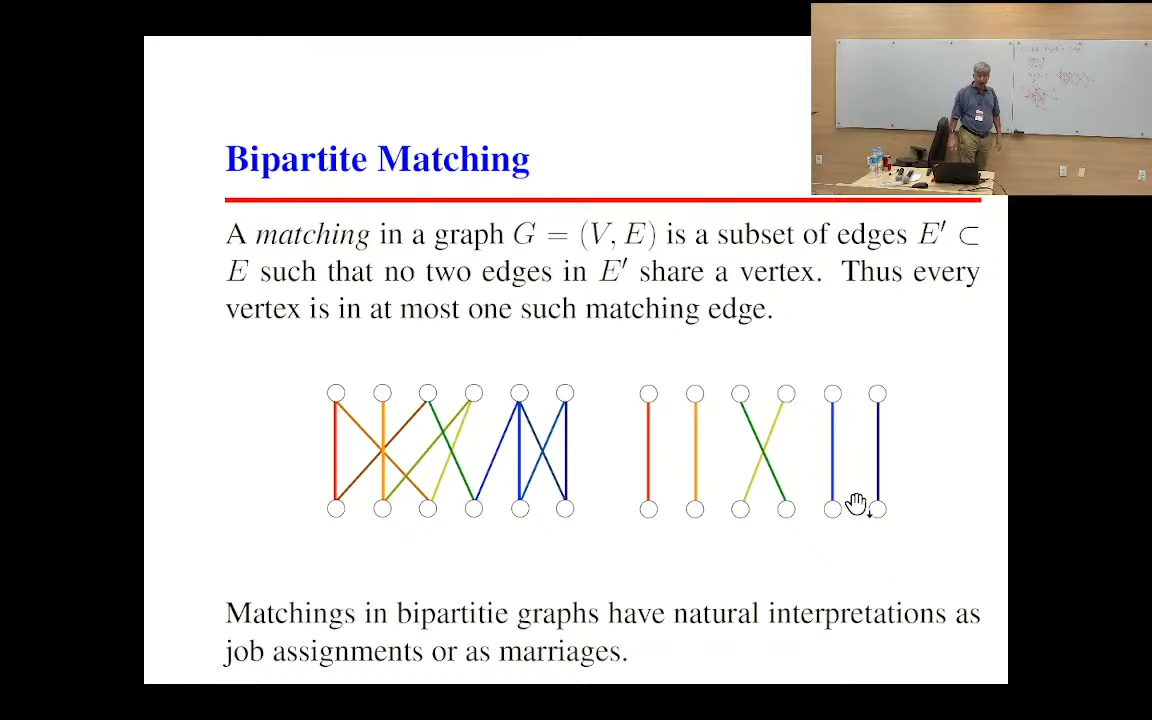 Bipartite Matching
A matching in a graph G = (V, E) is a subset of edges E′ ⊂
E such that no two edges in E′ share a vertex. Thus every
vertex is in at most one such matching edge.
Matchings in bipartitie graphs have natural interpretations as
job assignments or as marriages.